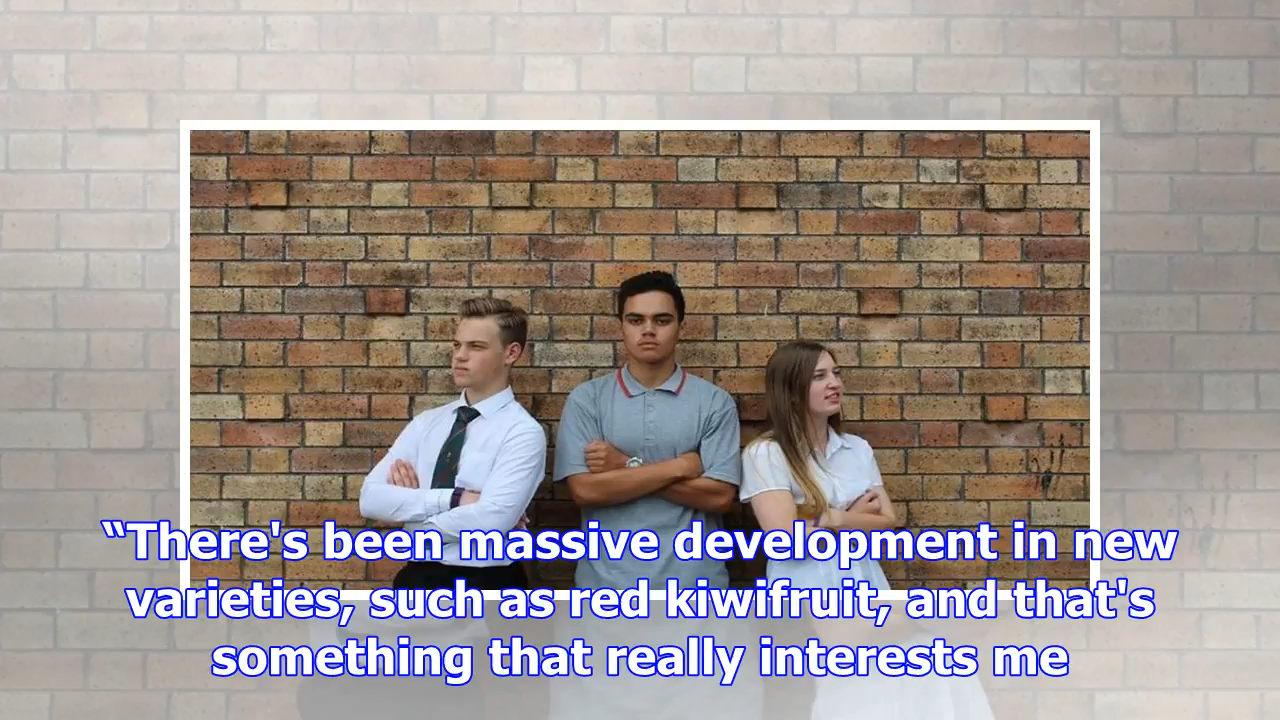 “There's been massive development in new
varieties, such as red kiwifruit, and that's
something that really interests me